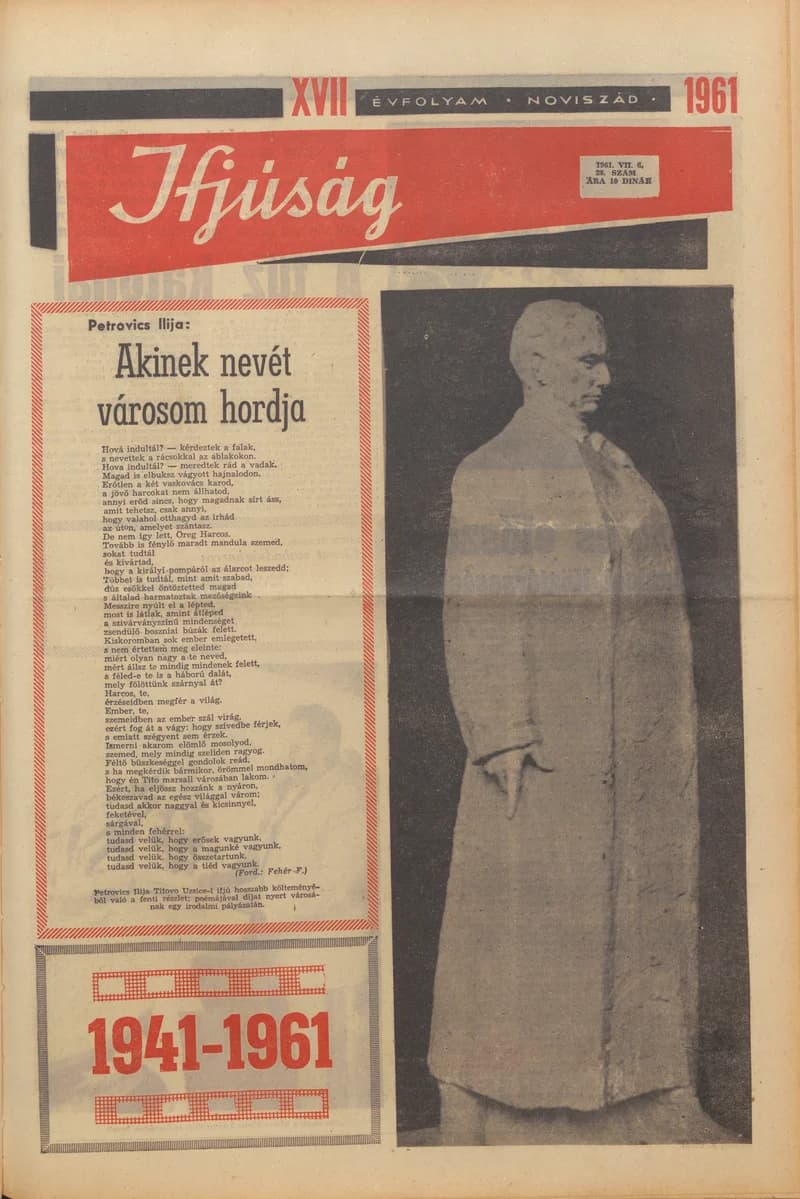 XVII ÉVFOLYAM · NOVISZÁD · 1961
Ifjúság
1961. VII. 6.
28. SZÁM
ÁRA 10 DINÁR
Petrovics Ilija:
Akinek nevét
városom hordja
Hová indultál? — kérdeztek a falak,
s nevettek a rácsokkal az ablakokon.
Hova indultál? — meredtek rád a vadak.
Magad is elbuksz vágyott hajnalodon.
Erőtlen a két vaskovács karod,
a jövő harcokat nem állhatod,
annyi erőd sincs, hogy magadnak sírt áss,
amit tehetsz, csak annyi,
hogy valahol otthagyd az irhád
az úton, amelyet szántasz.
De nem így lett, Öreg Harcos.
Tovább is fénylő maradt mandula szemed,
sokat tudtál
és kivártad,
hogy a királyi-pompáról az álarcot leszedd;
Többet is tudtál, mint amit szabad,
dús esőkkel öntöztetted magad
s általad harmatoztak mezőségeink
Messzire nyúlt el a lépted,
most is látlak, amint átléped
a szivárványszínű mindenséget
zsendülő boszniai búzák felett.
Kiskoromban sok ember emlegetett,
s nem értettem meg eleinte:
miért olyan nagy a te neved,
mért állsz te mindig mindenek felett,
s féled-e te is a háború dalát,
mely fölöttünk szárnyal át?
Harcos, te,
érzéseidben megfér a világ.
Ember, te,
szemeidben az ember szál virág,
ezért fog át a vágy: hogy szívedbe férjek,
s emiatt szégyent sem érzek.
Ismerni akarom elömlő mosolyod,
szemed, mely mindig szelíden ragyog.
Féltő büszkeséggel gondolok reád,
s ha megkérdik bármikor, örömmel mondhatom,
hogy én Tito marsall városában lakom.
Ezért, ha eljössz hozzánk a nyáron,
békeszavad az egész világgal várom;
tudasd akkor naggyal és kicsinnyel,
feketével,
sárgával,
s minden fehérrel:
tudasd velük, hogy erősek vagyunk,
tudasd velük, hogy a magunké vagyunk,
tudasd velük, hogy összetartunk,
tudasd velük, hogy a tiéd vagyunk.
(Ford.: Fehér F.)
Petrovics Ilija Titovo Uzsice-i ifjú hosszabb költeményé-
ből való a fenti részlet; poémájával díjat nyert városá-
nak egy irodalmi pályázatán.
1941-1961